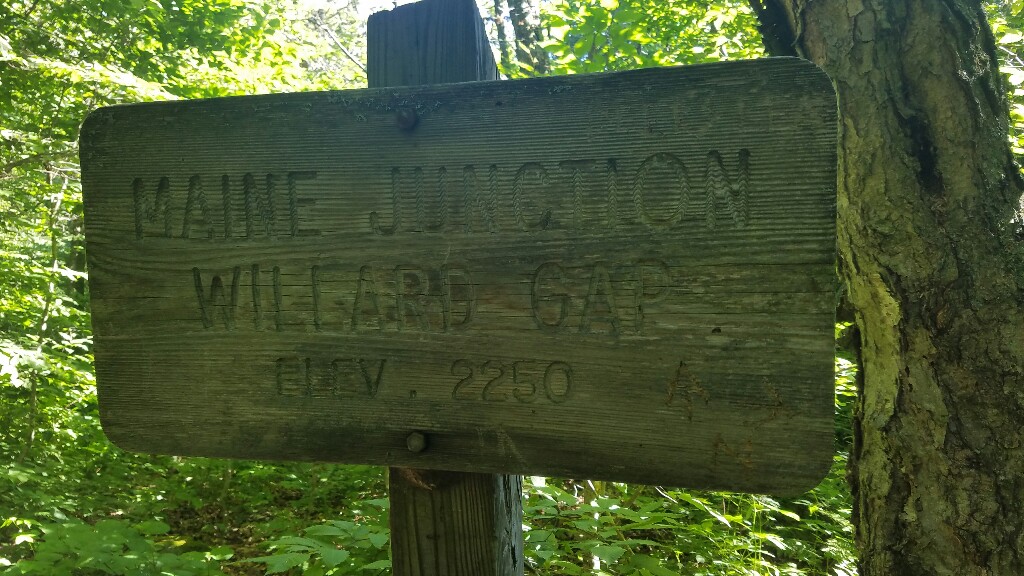 MAINE JUNCTION
WILLARD GAP
ELEV. 2250